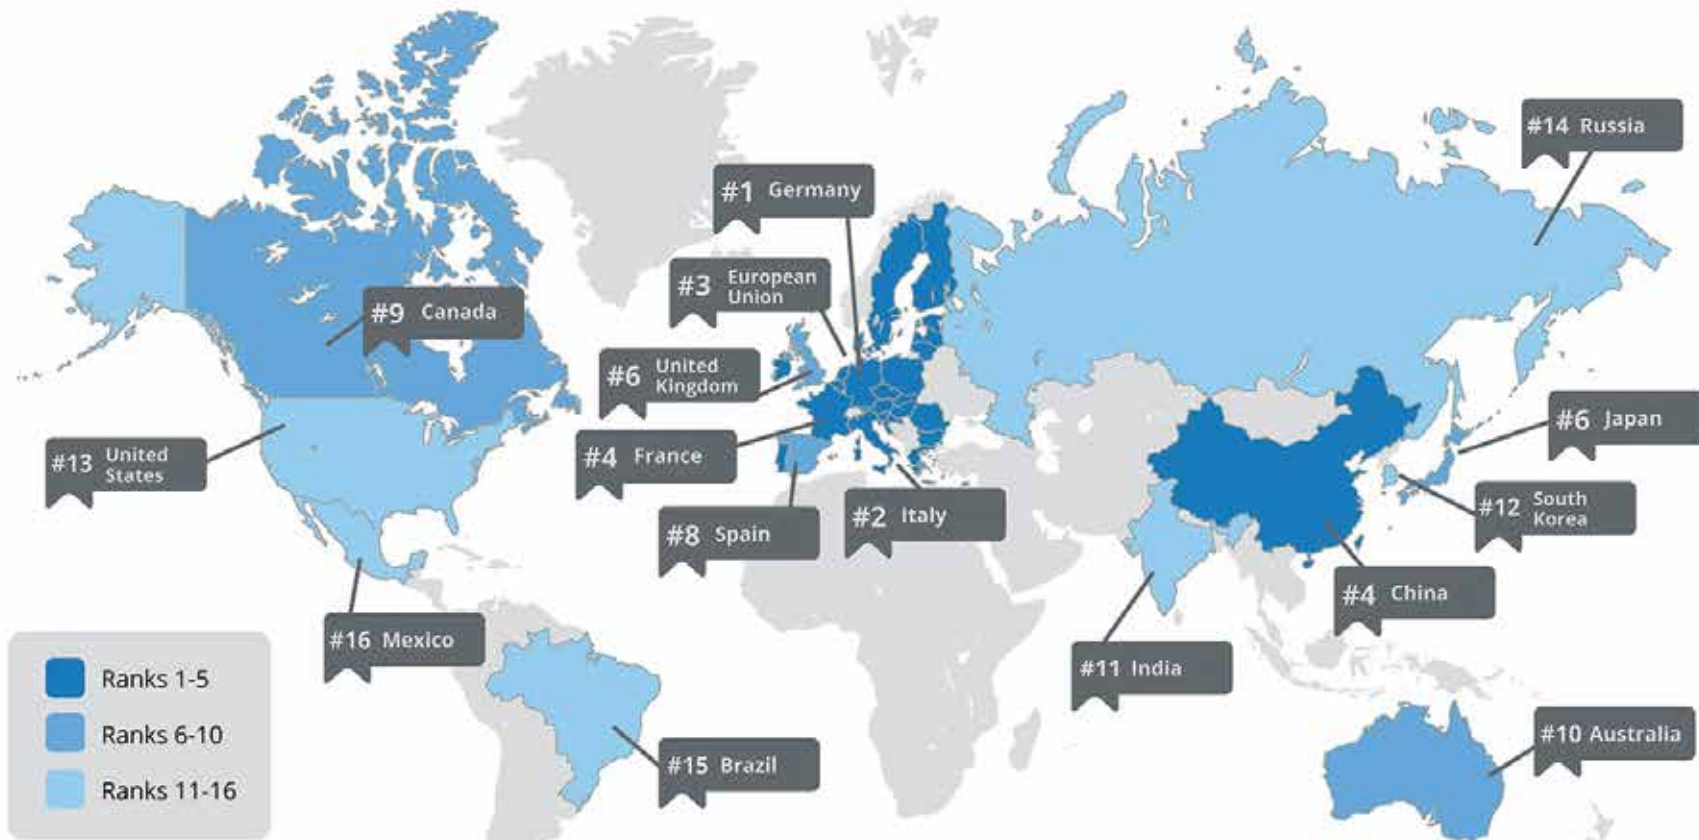 #14 Russia
#1 Germany
#3 European
Union
#9 Canada
#6 United
Kingdom
#6 Japan
#4 France
#13 United
States
#2 Italy
#12 South
Korea
#8 Spain
#4 China
#16 Mexico
#11 India
#10 Australia
#15 Brazil
Ranks 1-5
Ranks 6-10
Ranks 11-16